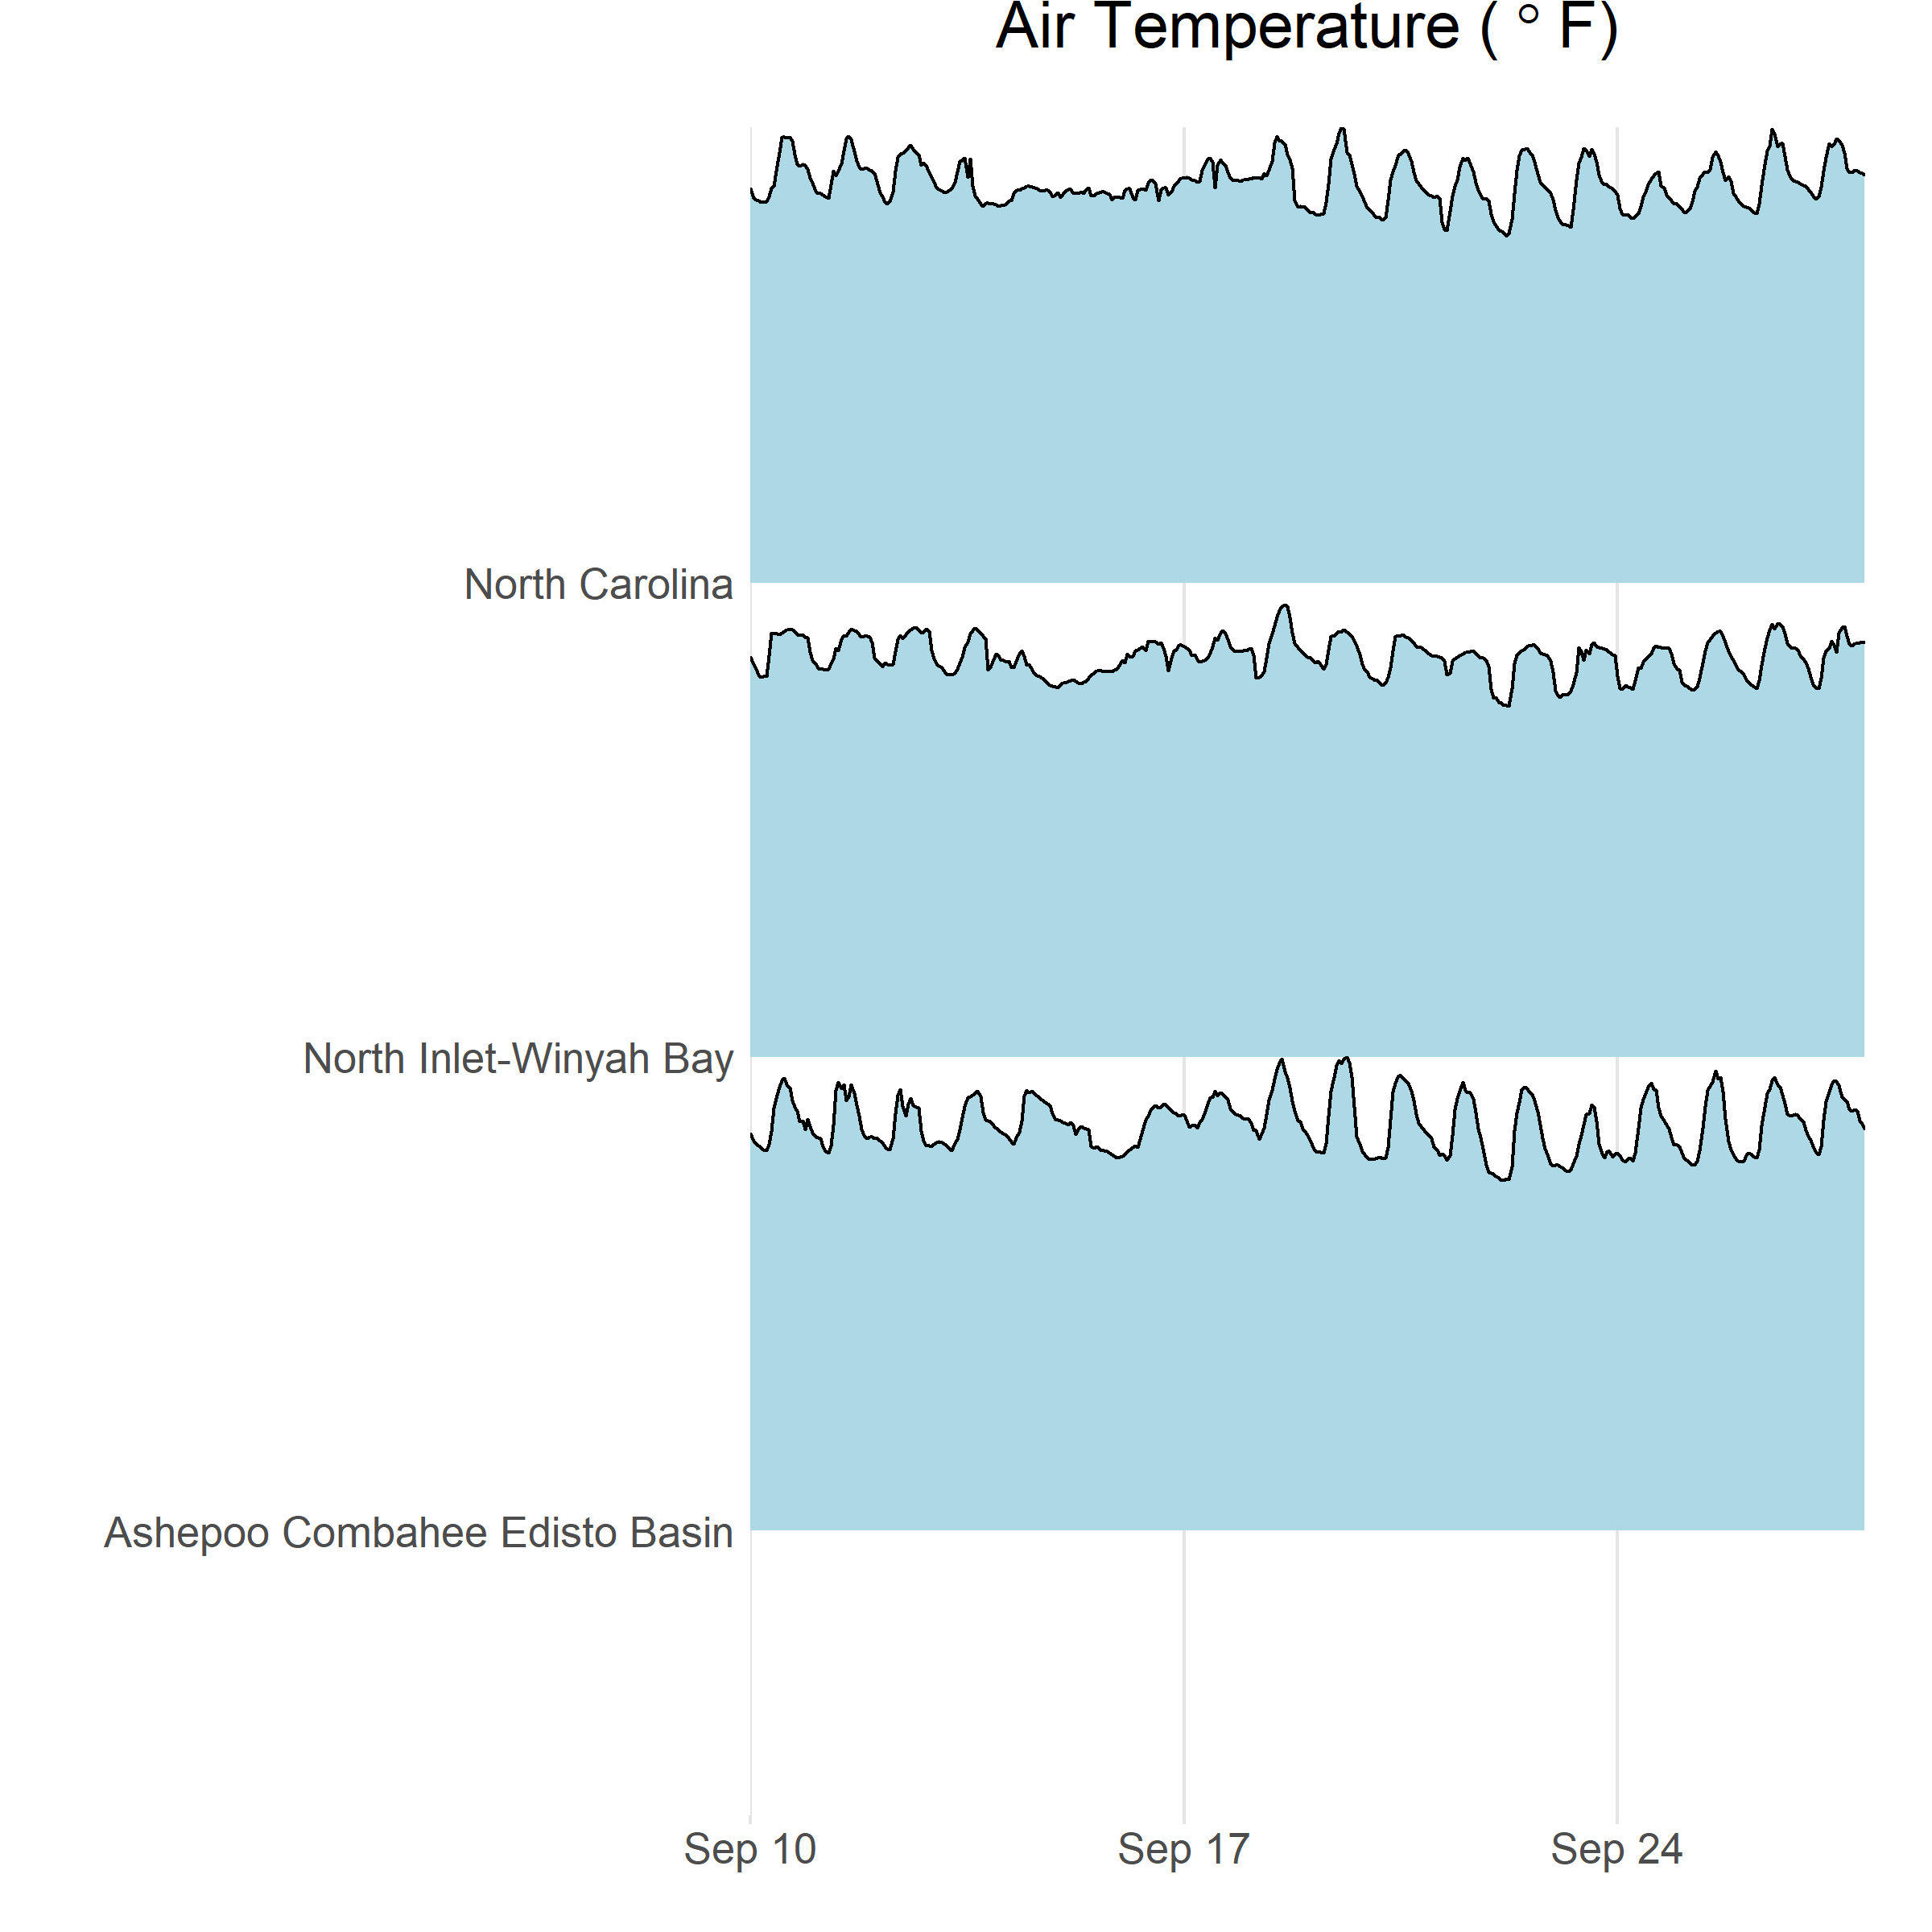 Air Temperature ( ° F)
North Carolina
North Inlet-Winyah Bay
Ashepoo Combahee Edisto Basin
Sep 10
Sep 17
Sep 24